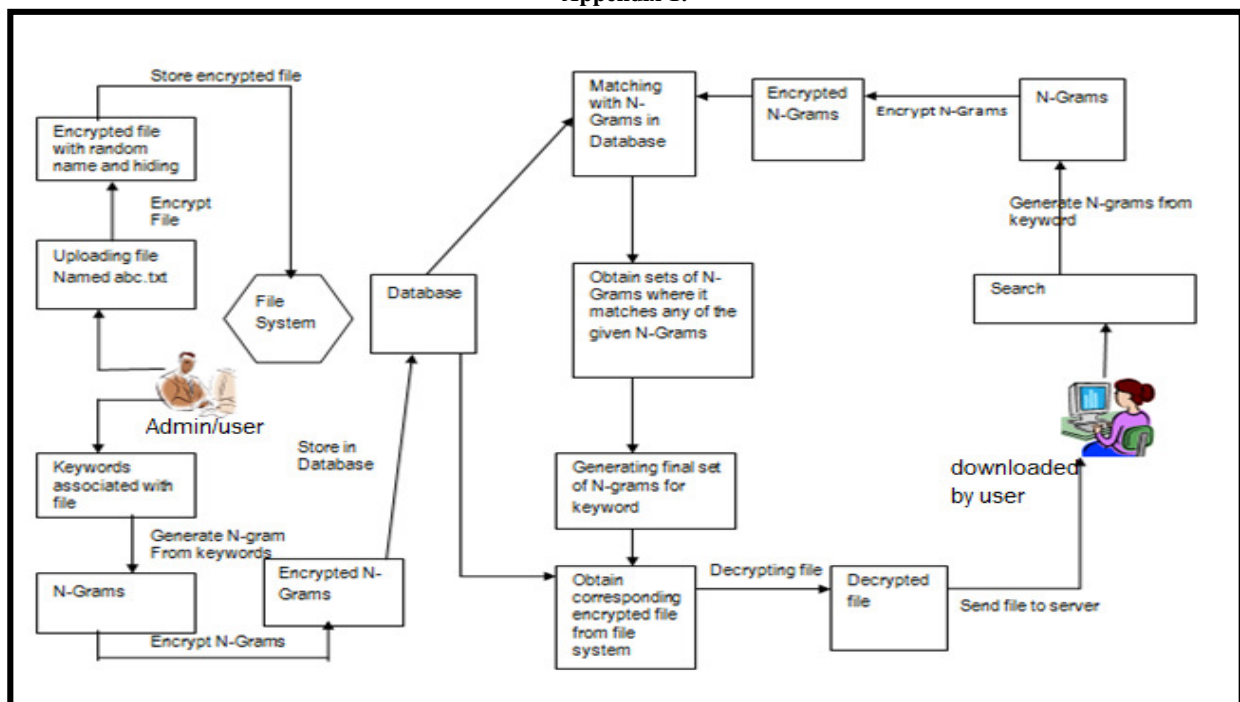 Store encrypted file
Encrypted file
with random
name and hiding
Encrypt
File
Uploading file
Named abc.txt
File
System
Admin/user
Keywords
associated with
file
Generate N-gram
From keywords
N-Grams
Encrypt N-Grams
Encrypted N-
Grams
Store in
Database
Database
Matching
with N-
Grams in
Database
Encrypted
N-Grams
Encrypt N-Grams
N-Grams
Generate N-grams from
keyword
Search
Obtain sets of N-
Grams where it
matches any of the
given N-Grams
Generating final set
of N-grams for
keyword
Obtain
corresponding
encrypted file
from file
system
Decrypting file
Decrypted
file
Send file to server
downloaded
by user